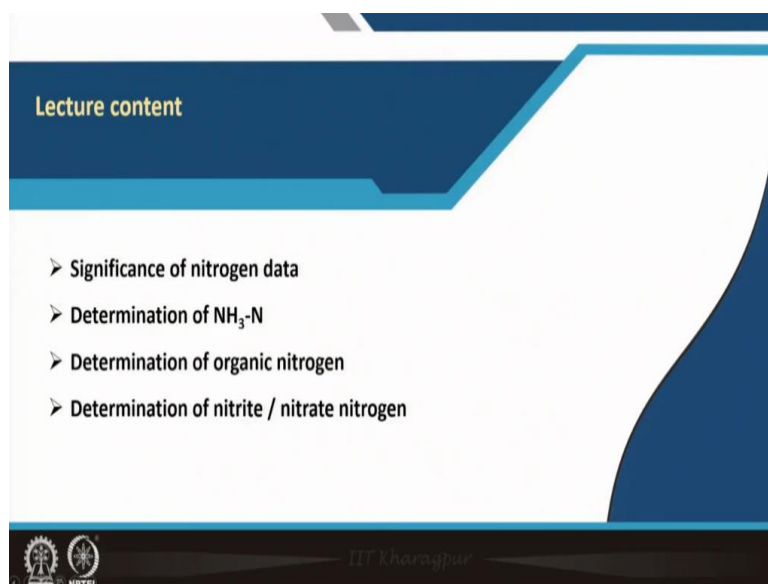 Lecture content
➤ Significance of nitrogen data
➤ Determination of NH₃-N
➤ Determination of organic nitrogen
➤ Determination of nitrite / nitrate nitrogen
IIT Kharagpur
NPTEL